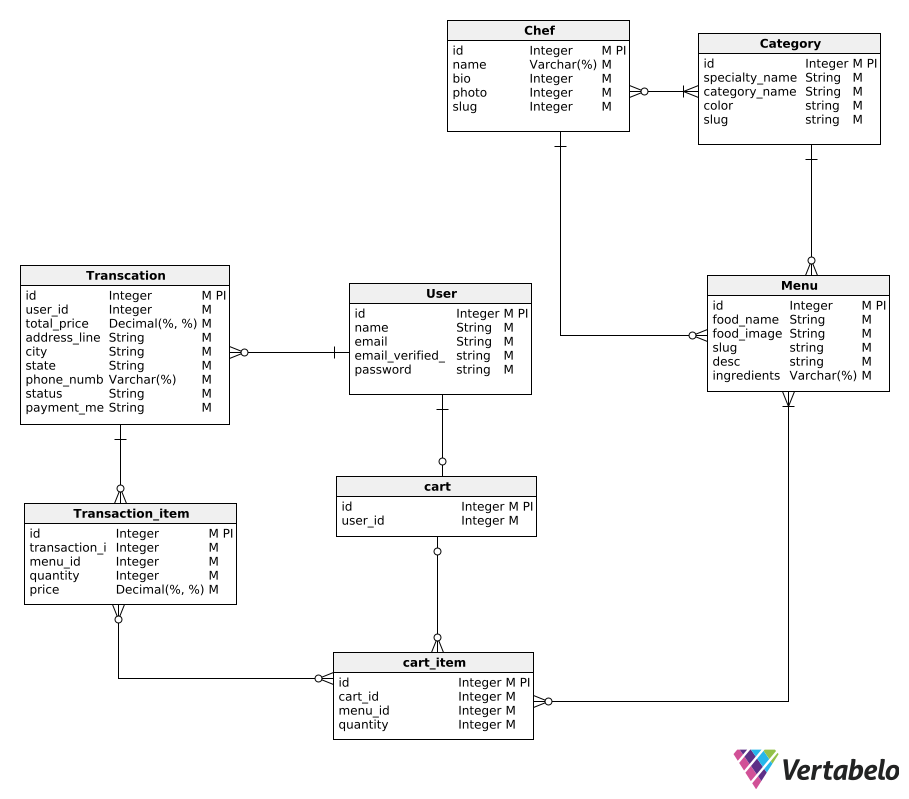 Chef
id Integer M PI
name Varchar(%) M
bio Integer M
photo Integer M
slug Integer M
Category
id Integer M PI
specialty_name String M
category_name String M
color string M
slug string M
Transcation
id Integer M PI
user_id Integer M
total_price Decimal(%, %) M
address_line String M
city String M
state String M
phone_numb Varchar(%) M
status String M
payment_me String M
User
id Integer M PI
name String M
email String M
email_verified_ string M
password string M
Menu
id Integer M PI
food_name String M
food_image String M
slug string M
desc string M
ingredients Varchar(%) M
cart
id Integer M PI
user_id Integer M
Transaction_item
id Integer M PI
transaction_i Integer M
menu_id Integer M
quantity Integer M
price Decimal(%, %) M
cart_item
id Integer M PI
cart_id Integer M
menu_id Integer M
quantity Integer M
Vertabelo